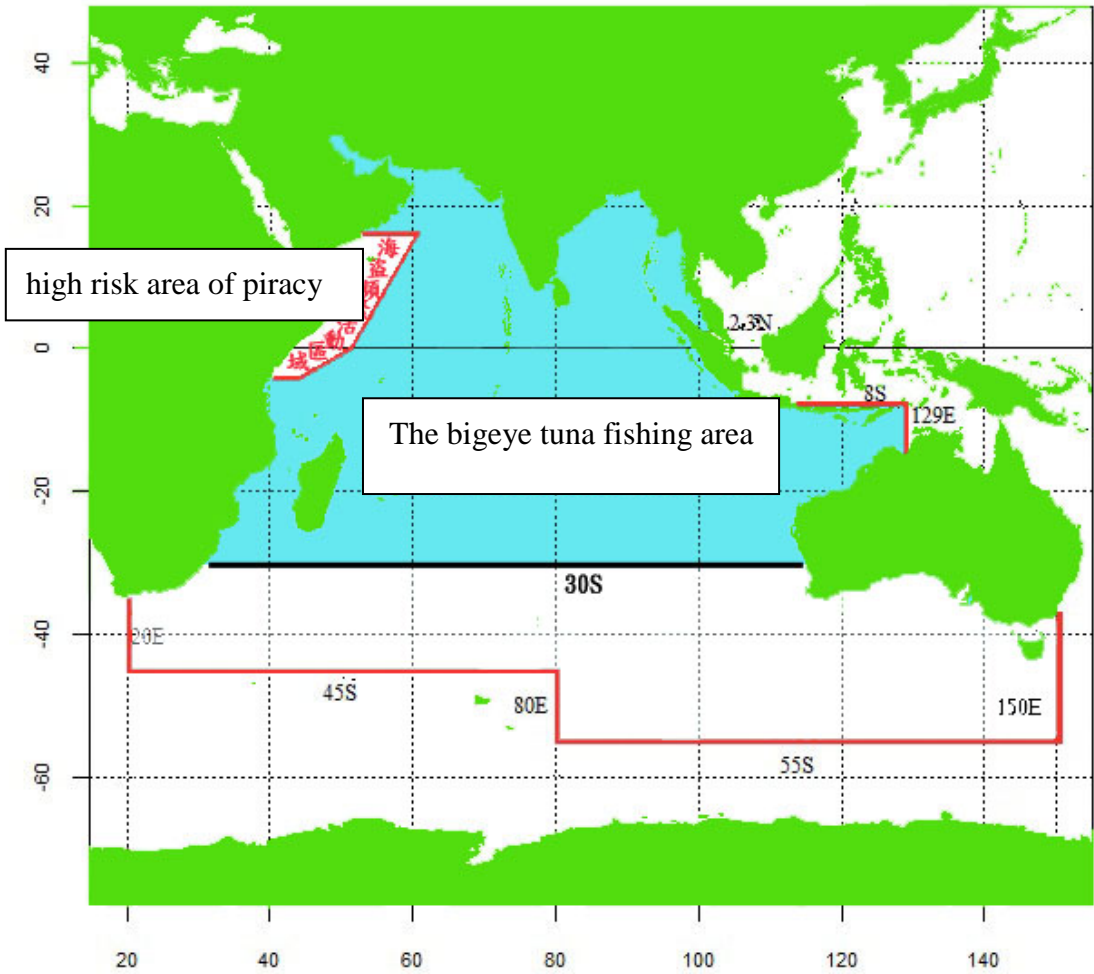 40
20
0
-20
-40
-60
海盜頻
活動區域
high risk area of piracy
2.3N
8S
129E
The bigeye tuna fishing area
30S
20E
45S
80E
150E
55S
20 40 60 80 100 120 140